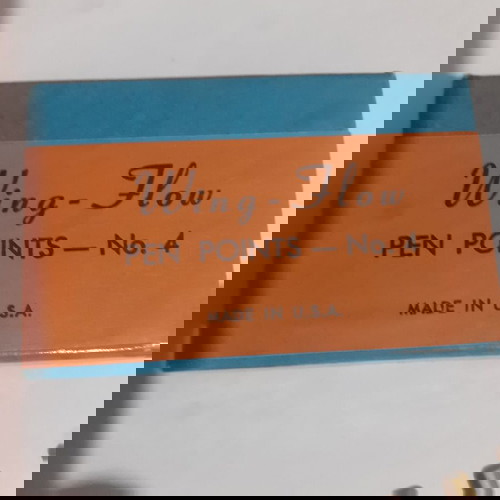 Wing-Flow
PEN POINTS — No. A
MADE IN U.S.A.